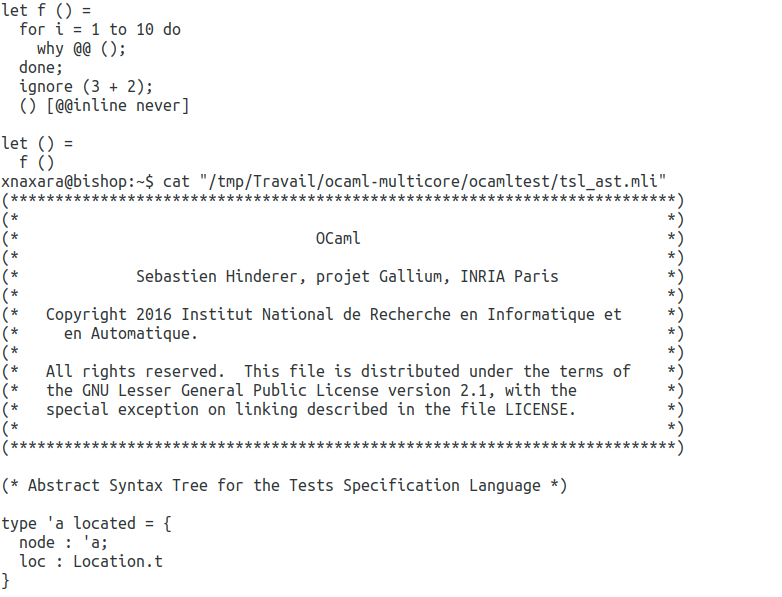 let f () =
  for i = 1 to 10 do
    why @@ ();
  done;
  ignore (3 + 2);
  () [@@inline never]

let () =
  f ()
xnaxara@bishop:~$ cat "/tmp/Travail/ocaml-multicore/ocamltest/tsl_ast.mli"
(**************************************************************************)
(*                                                                        *)
(*                                 OCaml                                  *)
(*                                                                        *)
(*             Sebastien Hinderer, projet Gallium, INRIA Paris            *)
(*                                                                        *)
(*   Copyright 2016 Institut National de Recherche en Informatique et     *)
(*     en Automatique.                                                    *)
(*                                                                        *)
(*   All rights reserved.  This file is distributed under the terms of    *)
(*   the GNU Lesser General Public License version 2.1, with the          *)
(*   special exception on linking described in the file LICENSE.          *)
(*                                                                        *)
(**************************************************************************)

(* Abstract Syntax Tree for the Tests Specification Language *)

type 'a located = {
  node : 'a;
  loc : Location.t
}